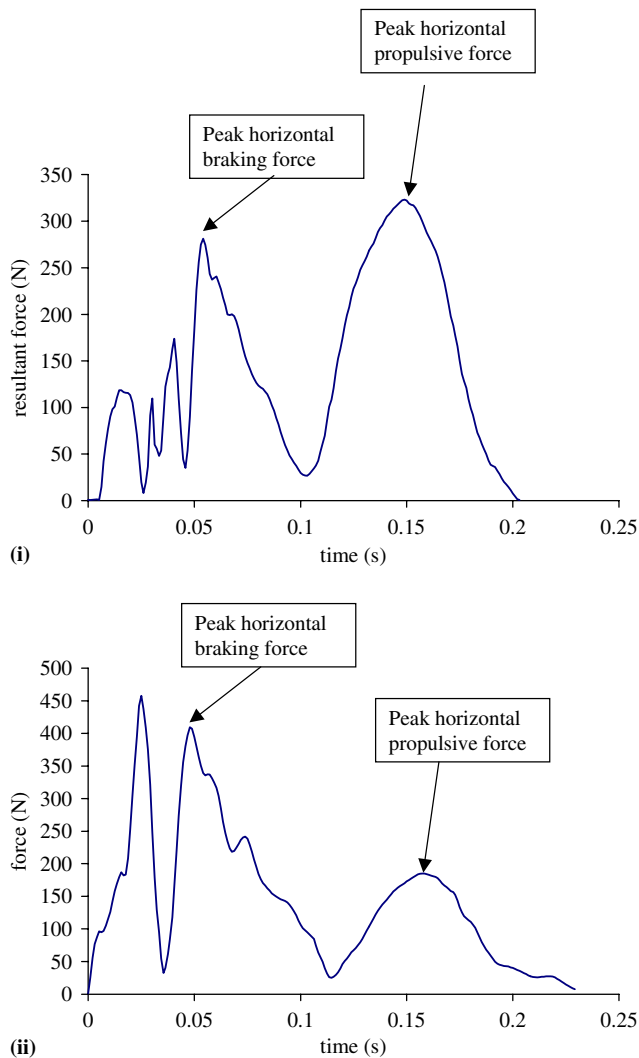 Peak horizontal
propulsive force
Peak horizontal
braking force
350
300
250
200
150
100
50
0
resultant force (N)
0 0.05 0.1 0.15 0.2 0.25
time (s)
(i)
Peak horizontal
braking force
Peak horizontal
propulsive force
500
450
400
350
300
250
200
150
100
50
0
force (N)
0 0.05 0.1 0.15 0.2 0.25
time (s)
(ii)